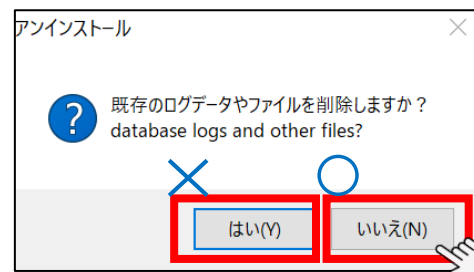 アンインストール
既存のログデータやファイルを削除しますか？
database logs and other files?
はい(Y)
いいえ(N)